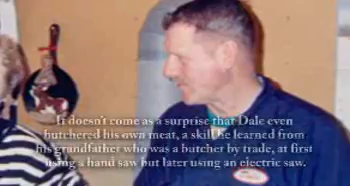 It doesn't come as a surprise that Dale even
butchered his own meat, a skill he learned from
his grandfather who was a butcher by trade, at first
using a hand saw but later using an electric saw.